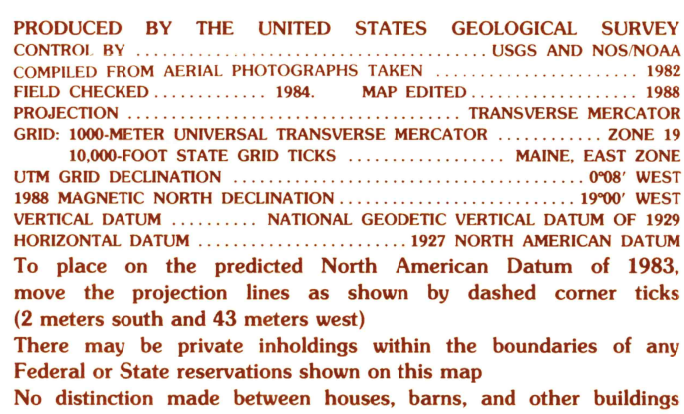 PRODUCED BY THE UNITED STATES GEOLOGICAL SURVEY
CONTROL BY ........................................ USGS AND NOS/NOAA
COMPILED FROM AERIAL PHOTOGRAPHS TAKEN ....................... 1982
FIELD CHECKED ............. 1984. MAP EDITED ................... 1988
PROJECTION ...................................... TRANSVERSE MERCATOR
GRID: 1000-METER UNIVERSAL TRANSVERSE MERCATOR ............ ZONE 19
10,000-FOOT STATE GRID TICKS .................. MAINE, EAST ZONE
UTM GRID DECLINATION ......................................... 0°08′ WEST
1988 MAGNETIC NORTH DECLINATION ........................... 19°00′ WEST
VERTICAL DATUM .......... NATIONAL GEODETIC VERTICAL DATUM OF 1929
HORIZONTAL DATUM ........................ 1927 NORTH AMERICAN DATUM
To place on the predicted North American Datum of 1983,
move the projection lines as shown by dashed corner ticks
(2 meters south and 43 meters west)
There may be private inholdings within the boundaries of any
Federal or State reservations shown on this map
No distinction made between houses, barns, and other buildings